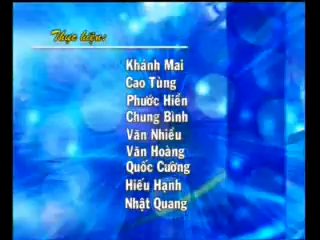 Thực hiện:
Khánh Mai
Cao Tùng
Phước Hiền
Chung Bình
Văn Nhiều
Văn Hoàng
Quốc Cường
Hiếu Hạnh
Nhật Quang